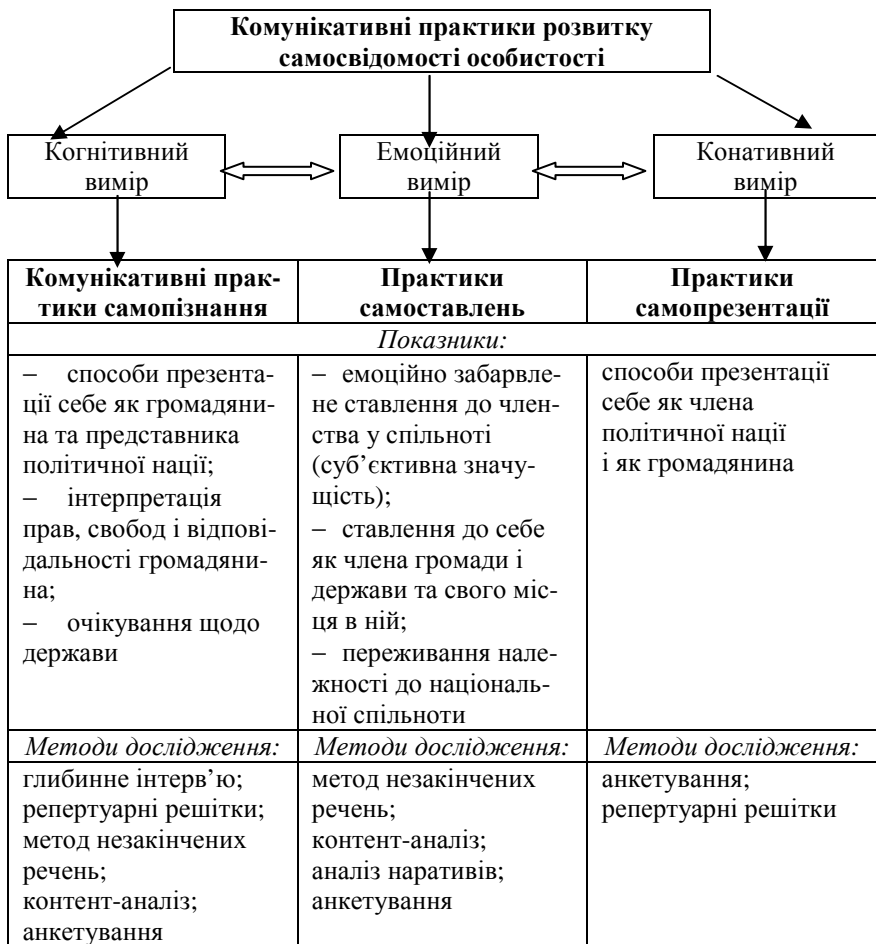 Комунікативні практики розвитку
самосвідомості особистості
Когнітивний
вимір
Емоційний
вимір
Конативний
вимір
Комунікативні прак-
тики самопізнання
Практики
самоставлень
Практики
самопрезентації
Показники:
– способи презента-
ції себе як громадяни-
на та представника
політичної нації;
– інтерпретація
прав, свобод і відпові-
дальності громадяни-
на;
– очікування щодо
держави
– емоційно забарвле-
не ставлення до член-
ства у спільноті
(суб’єктивна значу-
щість);
– ставлення до себе
як члена громади і
держави та свого міс-
ця в ній;
– переживання нале-
жності до національ-
ної спільноти
способи презентації
себе як члена
політичної нації
і як громадянина
Методи дослідження:
глибинне інтерв’ю;
репертуарні решітки;
метод незакінчених
речень;
контент-аналіз;
анкетування
Методи дослідження:
метод незакінчених
речень;
контент-аналіз;
аналіз наративів;
анкетування
Методи дослідження:
анкетування;
репертуарні решітки